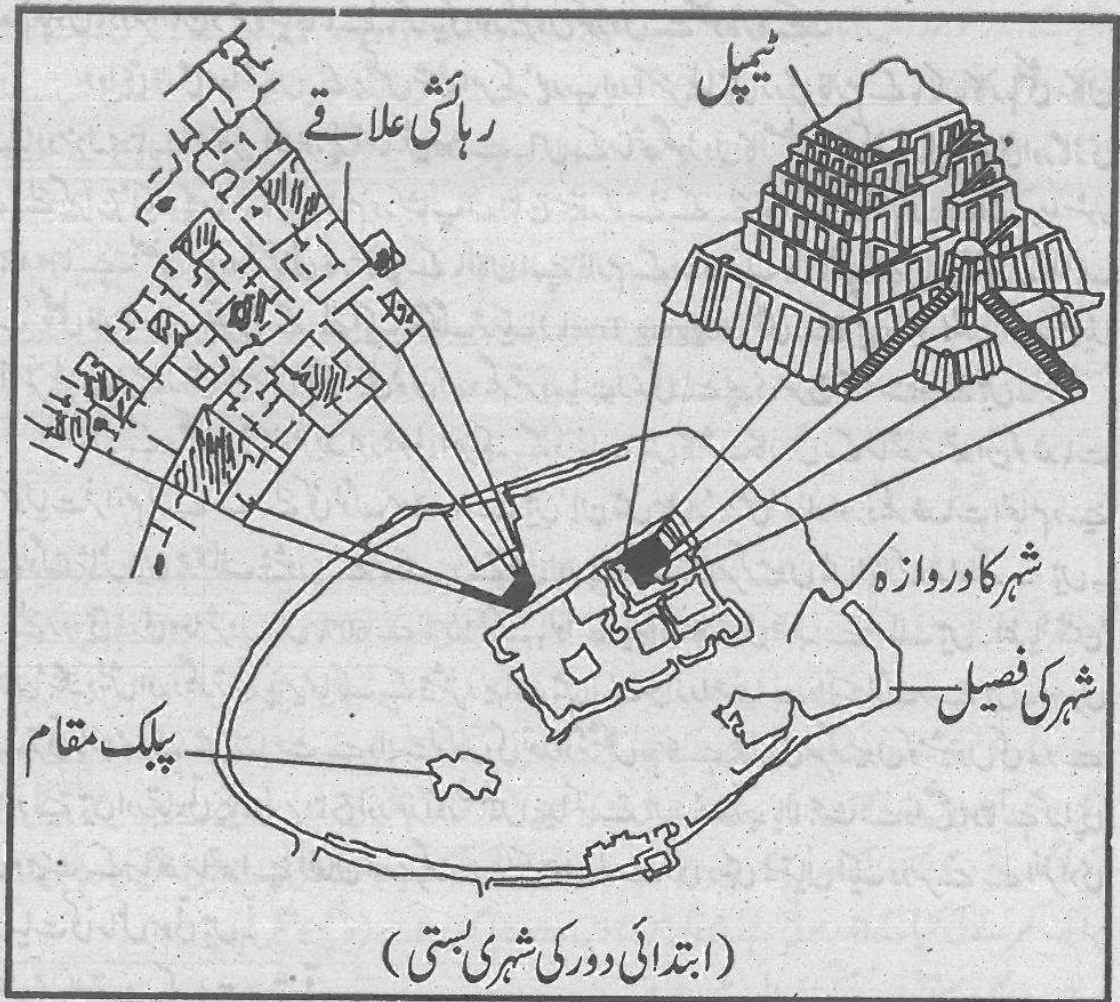 ٹیمپل
رہائشی علاقے
شہر کا دروازہ
شہر کی فصیل
پبلک مقام
(ابتدائی دور کی شہری بستی)